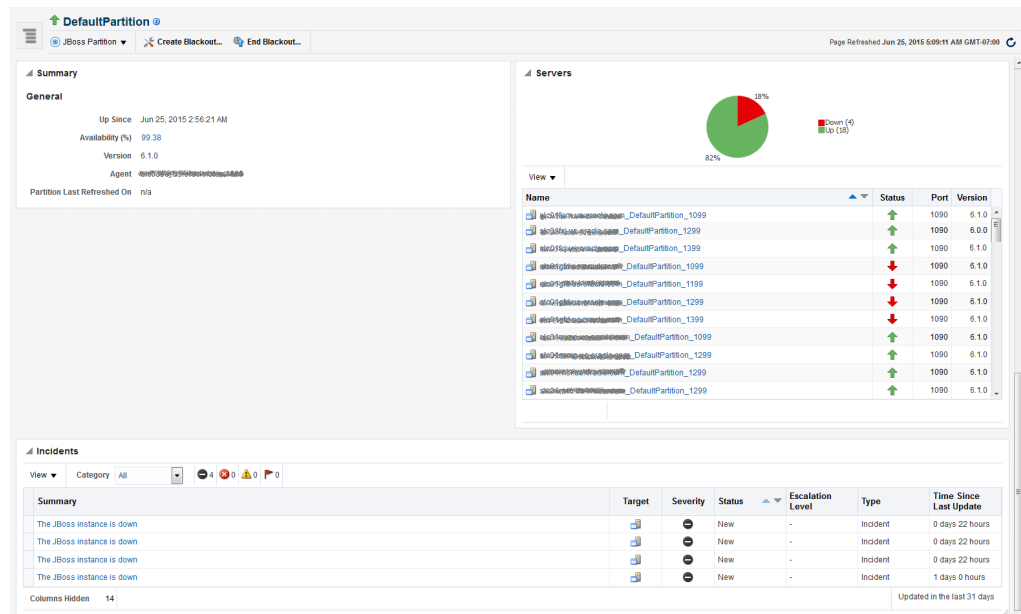 DefaultPartition
JBoss Partition Create Blackout... End Blackout... Page Refreshed Jun 25, 2015 5:09:11 AM GMT-07:00
Summary
General
Up Since Jun 25, 2015 2:56:21 AM
Availability (%) 99.38
Version 6.1.0
Agent
Partition Last Refreshed On n/a
Servers
18%
82%
Down (4)
Up (18)
View
Name Status Port Version
_DefaultPartition_1099 1090 6.1.0
_DefaultPartition_1299 1090 6.0.0
_DefaultPartition_1399 1090 6.1.0
_DefaultPartition_1099 1090 6.1.0
_DefaultPartition_1199 1090 6.1.0
_DefaultPartition_1299 1090 6.1.0
_DefaultPartition_1399 1090 6.1.0
_DefaultPartition_1099 1090 6.1.0
_DefaultPartition_1299 1090 6.1.0
_DefaultPartition_1299 1090 6.1.0
_DefaultPartition_1299 1090 6.1.0
Incidents
View Category All 4 0 0 0
Summary Target Severity Status Escalation Level Type Time Since Last Update
The JBoss instance is down New - Incident 0 days 22 hours
The JBoss instance is down New - Incident 0 days 22 hours
The JBoss instance is down New - Incident 0 days 22 hours
The JBoss instance is down New - Incident 1 days 0 hours
Columns Hidden 14 Updated in the last 31 days